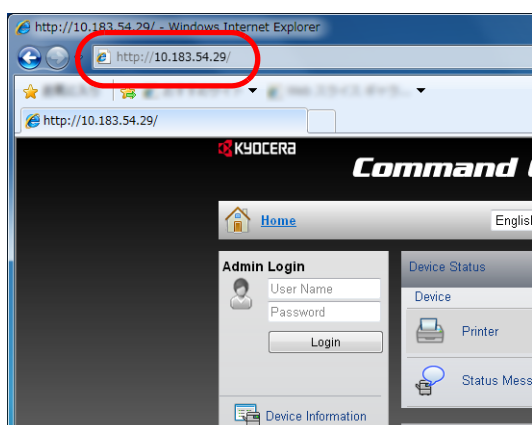 http://10.183.54.29/ - Windows Internet Explorer
http://10.183.54.29/
http://10.183.54.29/
KYOCERA
Command
Home
English
Admin Login
User Name
Password
Login
Device Information
Device Status
Device
Printer
Status Mess